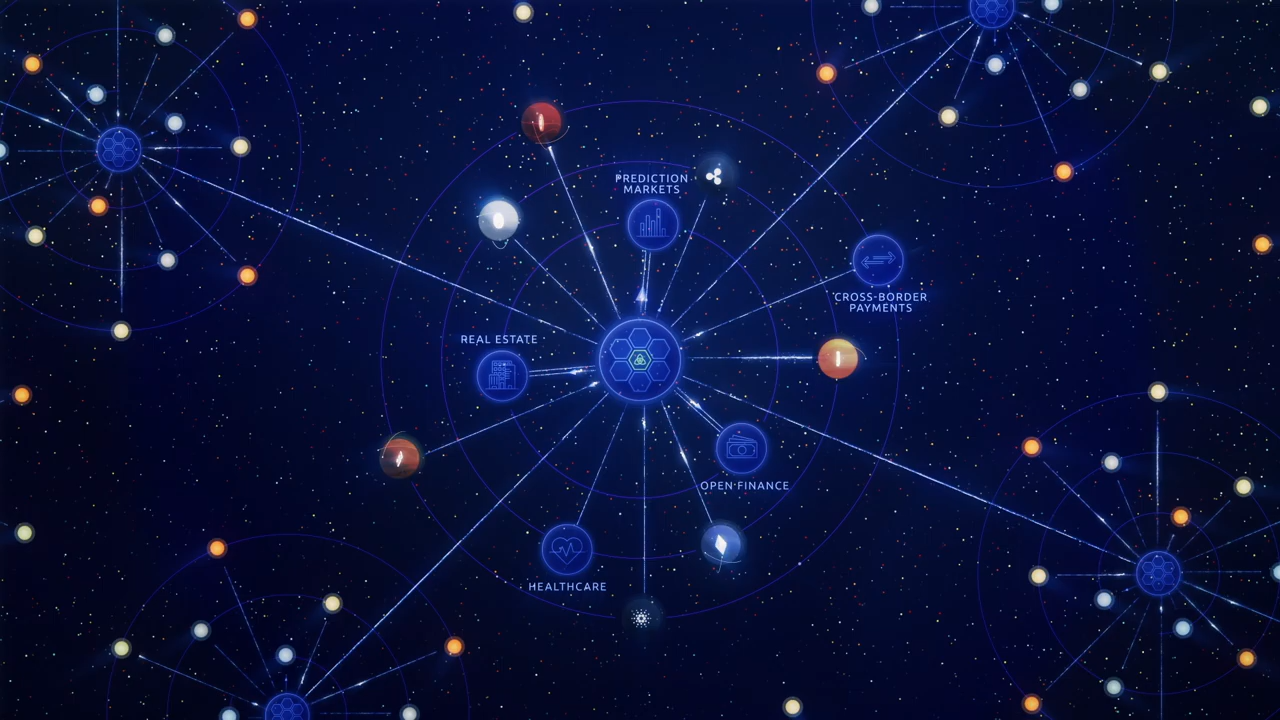 PREDICTION
MARKETS
CROSS-BORDER
PAYMENTS
REAL ESTATE
OPEN FINANCE
HEALTHCARE